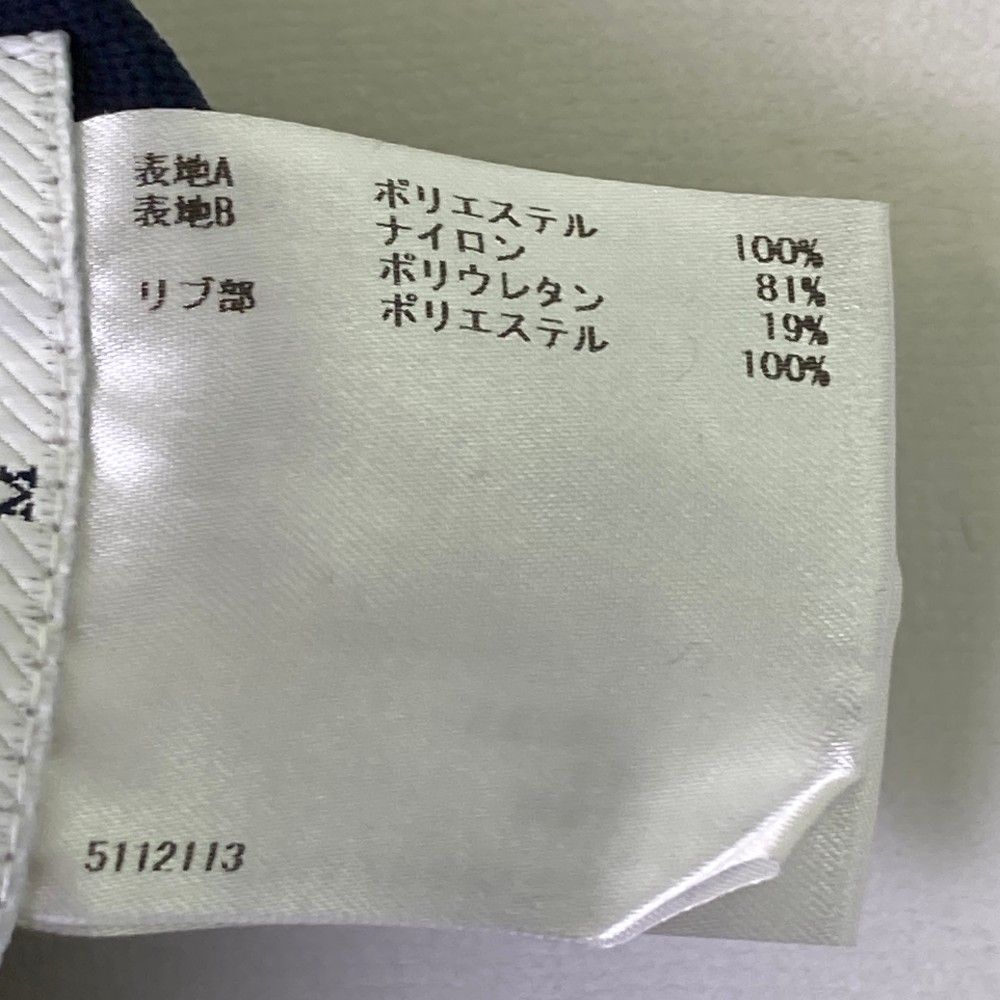 表地A ポリエステル 100%
表地B ナイロン 81%
ポリウレタン 19%
リブ部 ポリエステル 100%
M
5112113